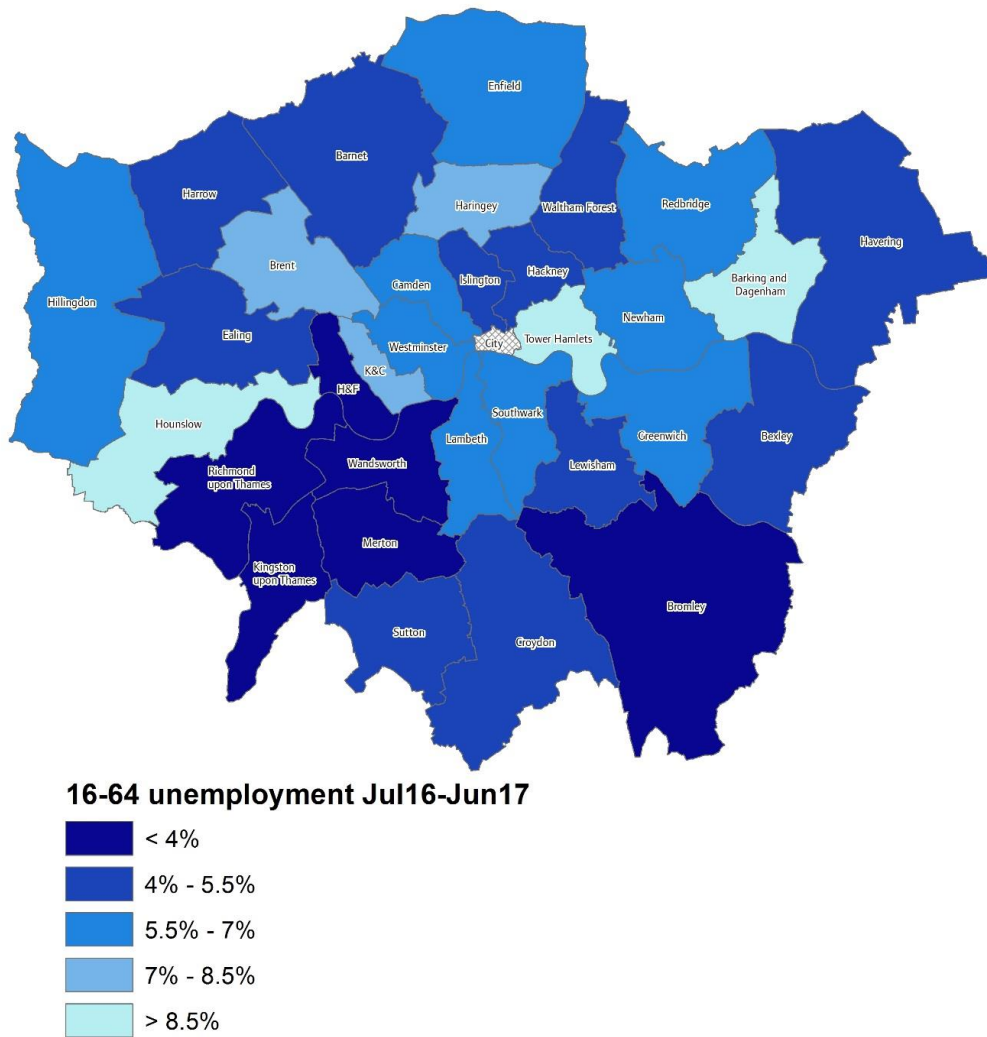 Enfield
Barnet
Harrow
Haringey
Waltham Forest
Redbridge
Havering
Brent
Hillingdon
Camden
Islington
Hackney
Barking and
Dagenham
Ealing
Westminster
City
Tower Hamlets
Newham
K&C
H&F
Hounslow
Southwark
Lambeth
Greenwich
Bexley
Richmond
upon Thames
Wandsworth
Lewisham
Merton
Kingston
upon Thames
Bromley
Sutton
Croydon
16-64 unemployment Jul16-Jun17
< 4%
4% - 5.5%
5.5% - 7%
7% - 8.5%
> 8.5%